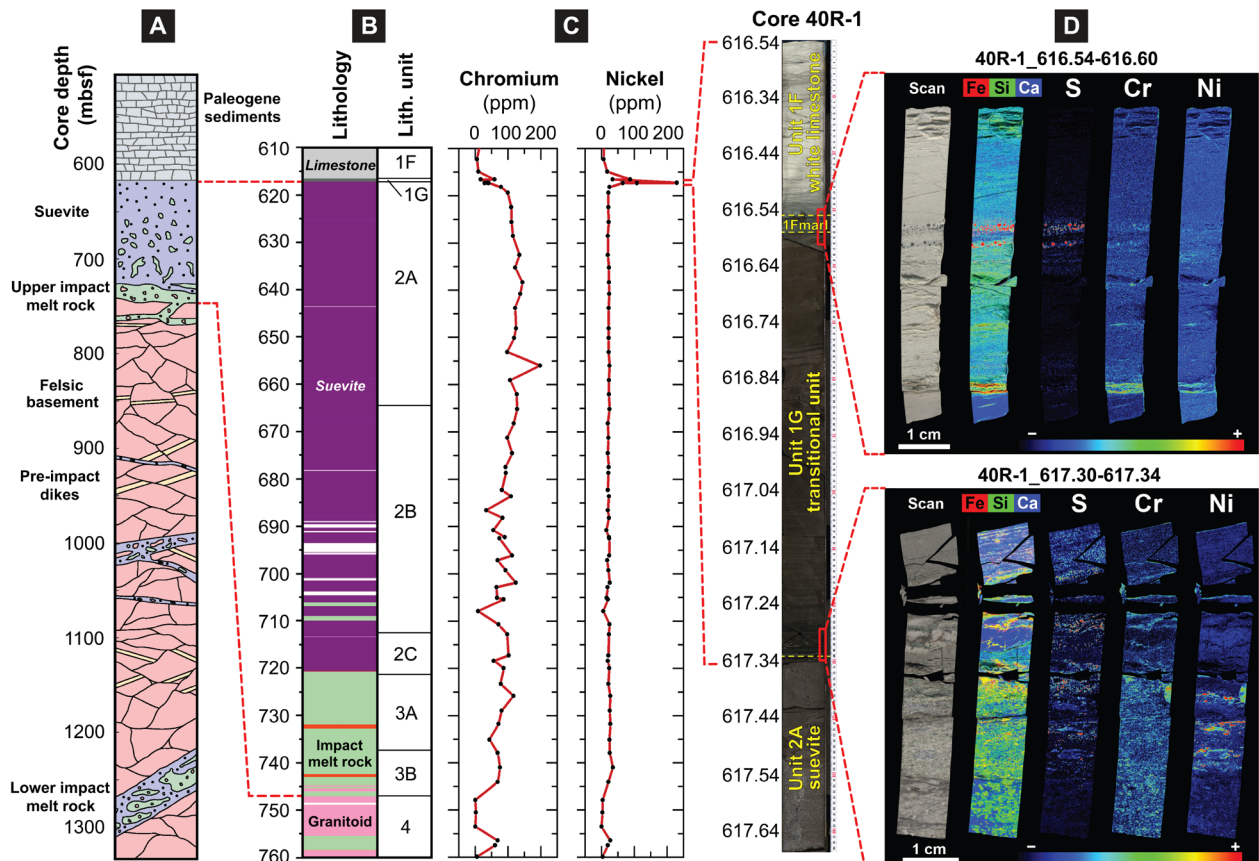 A
B
C
D
Core depth
(mbsf)
600
700
800
900
1000
1100
1200
1300
Paleogene
sediments
Suevite
Upper impact
melt rock
Felsic
basement
Pre-impact
dikes
Lower impact
melt rock
Lithology
Lith. unit
610
620
630
640
650
660
670
680
690
700
710
720
730
740
750
760
Limestone
Suevite
Impact
melt rock
Granitoid
1F
1G
2A
2B
2C
3A
3B
4
Chromium
(ppm)
0 100 200
Nickel
(ppm)
0 100 200
Core 40R-1
616.54
616.34
616.44
616.54
616.64
616.74
616.84
616.94
617.04
617.14
617.24
617.34
617.44
617.54
617.64
Unit 1F
white limestone
1Fmarl
Unit 1G
transitional unit
Unit 2A
suevite
40R-1_616.54-616.60
Scan
Fe Si Ca
S
Cr
Ni
1 cm
– +
40R-1_617.30-617.34
Scan
Fe Si Ca
S
Cr
Ni
1 cm
– +